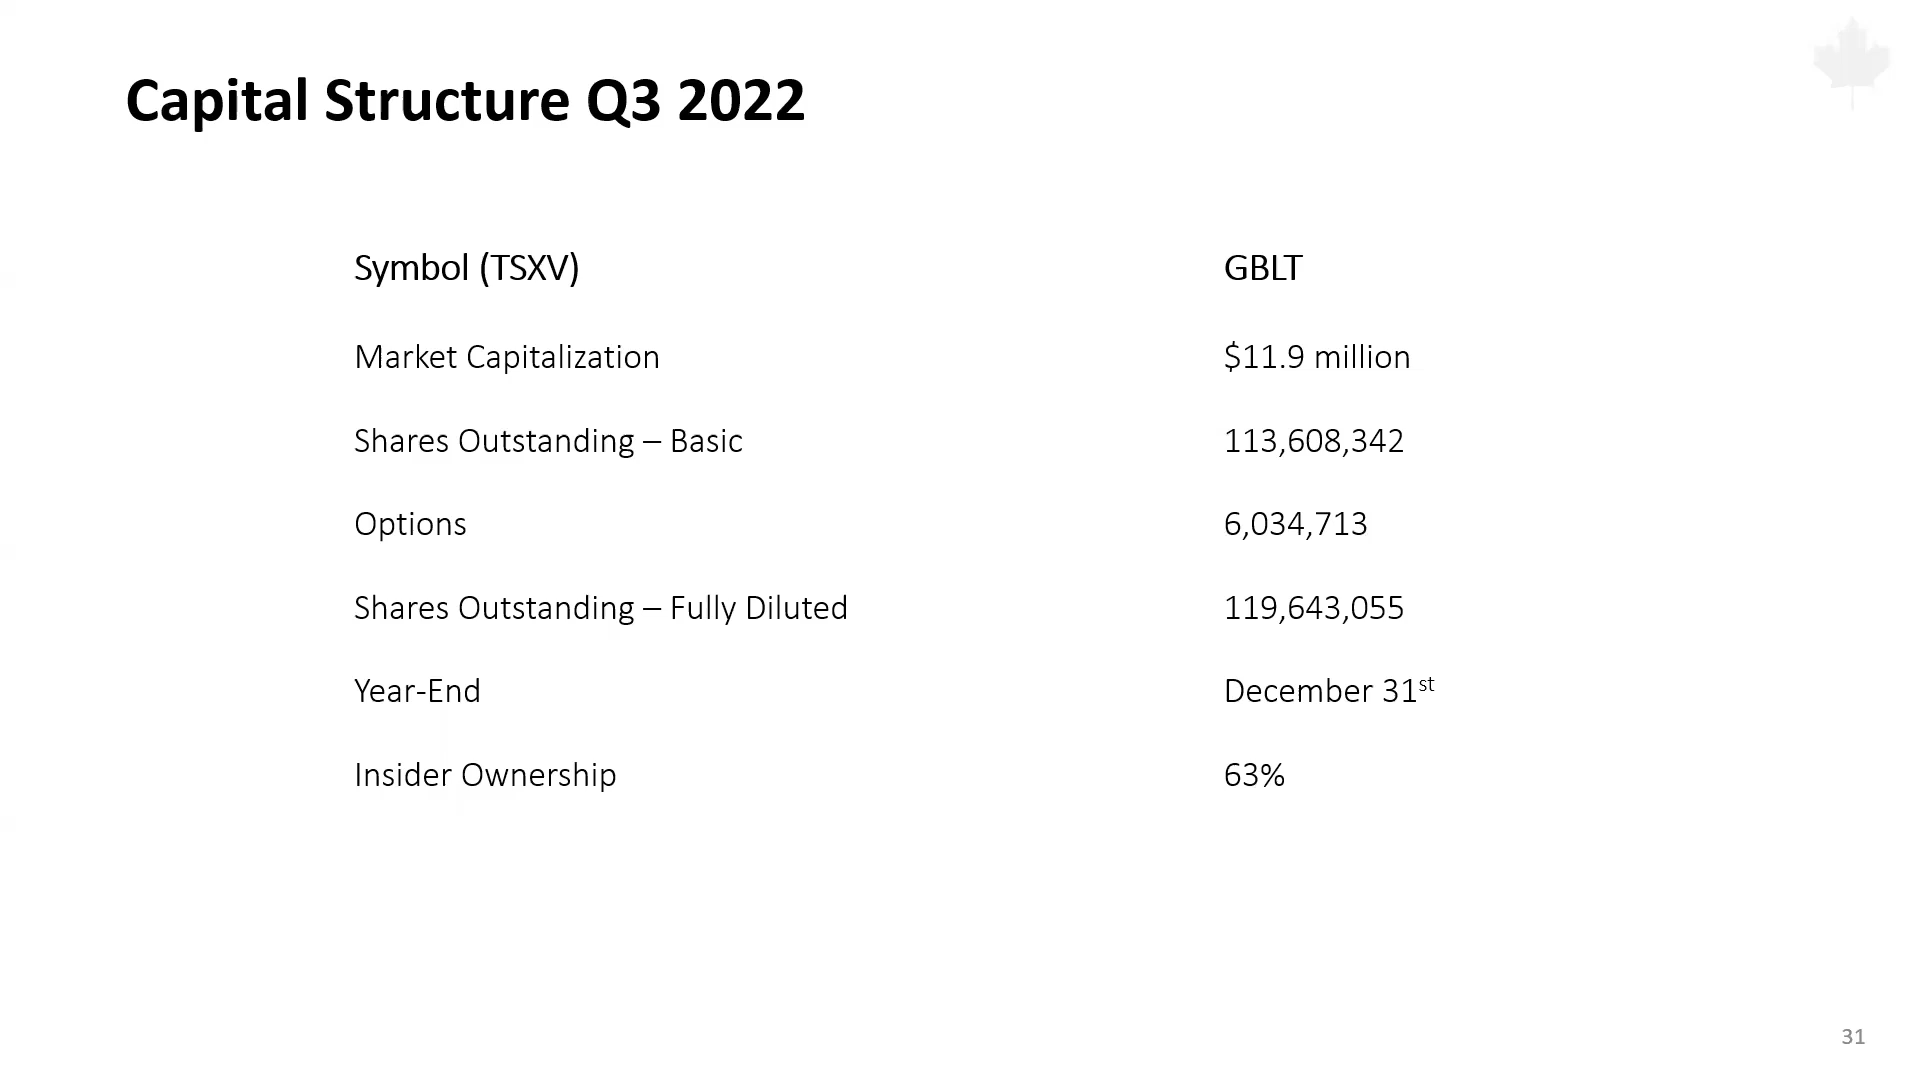 Capital Structure Q3 2022
Symbol (TSXV) GBLT
Market Capitalization $11.9 million
Shares Outstanding – Basic 113,608,342
Options 6,034,713
Shares Outstanding – Fully Diluted 119,643,055
Year-End December 31st
Insider Ownership 63%
31